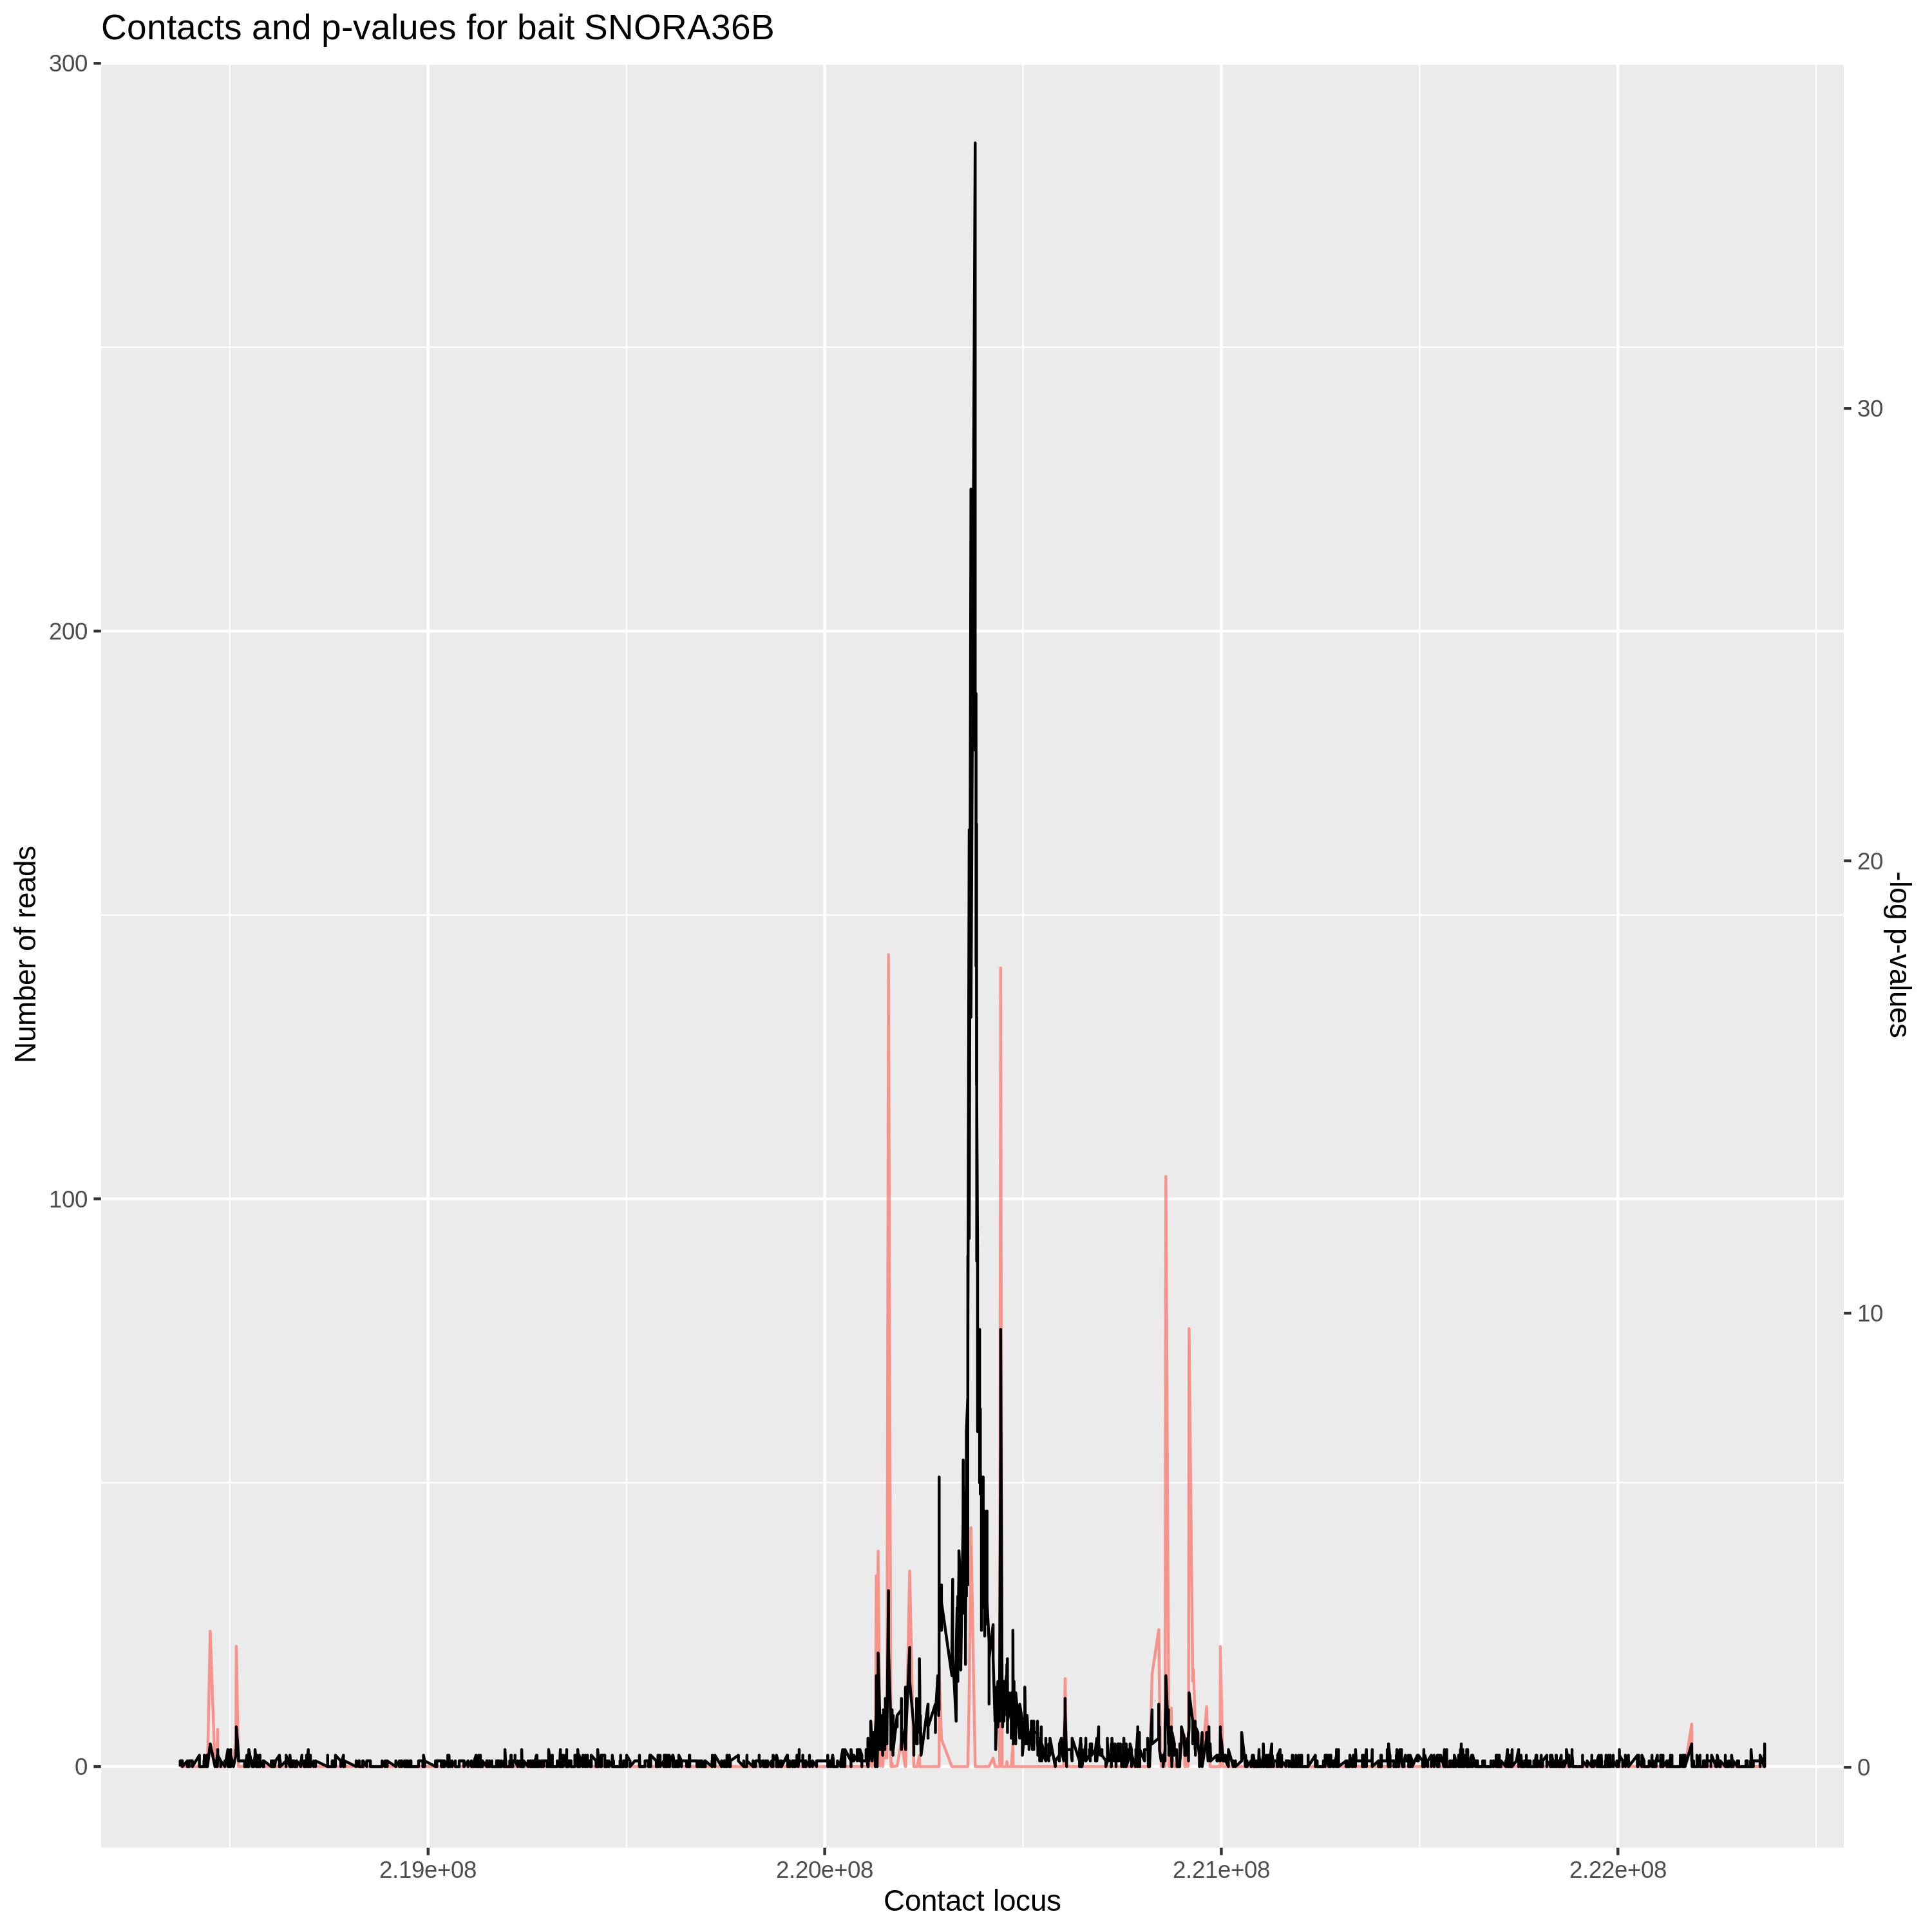 Contacts and p-values for bait SNORA36B
300
200
100
0
Number of reads
30
20
10
0
-log p-values
2.19e+08
2.20e+08
2.21e+08
2.22e+08
Contact locus